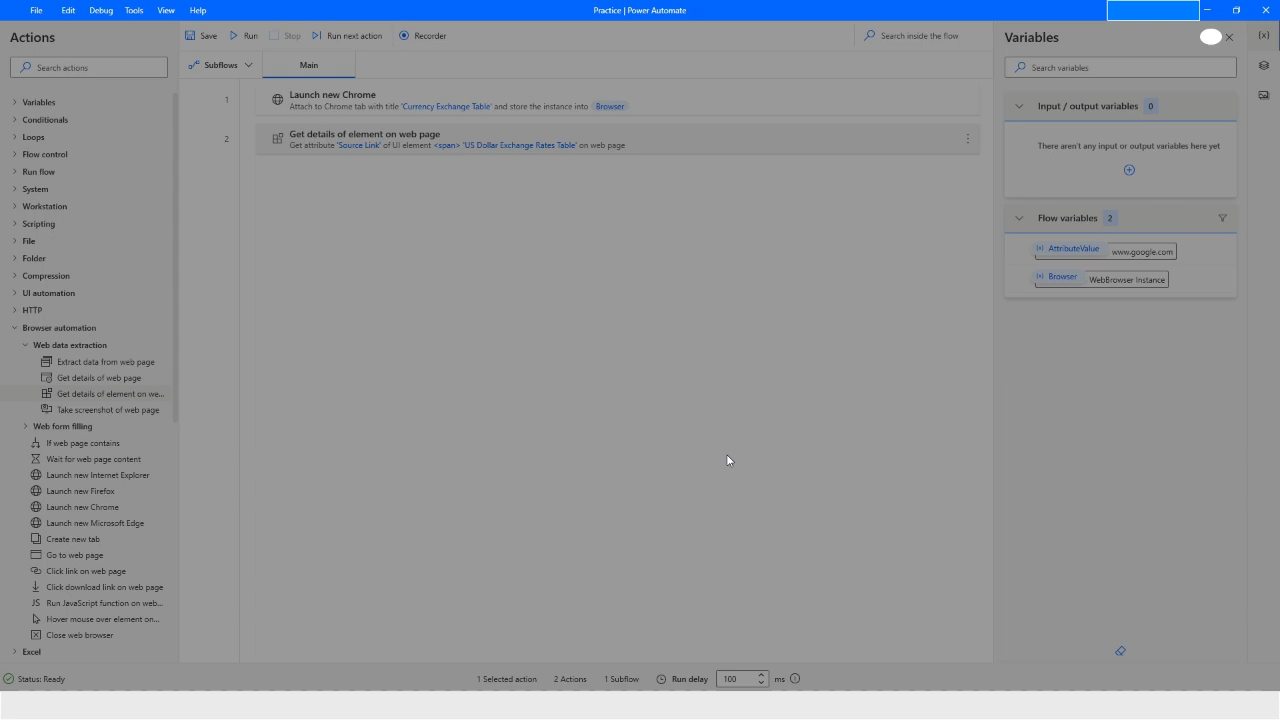 File Edit Debug Tools View Help
Practice | Power Automate
Actions
Search actions
Variables
Conditionals
Loops
Flow control
Run flow
System
Workstation
Scripting
File
Folder
Compression
UI automation
HTTP
Browser automation
Web data extraction
Extract data from web page
Get details of web page
Get details of element on we...
Take screenshot of web page
Web form filling
If web page contains
Wait for web page content
Launch new Internet Explorer
Launch new Firefox
Launch new Chrome
Launch new Microsoft Edge
Create new tab
Go to web page
Click link on web page
Click download link on web page
Run JavaScript function on web...
Hover mouse over element on...
Close web browser
Excel
Save Run Stop Run next action Recorder
Search inside the flow
Subflows Main
1
Launch new Chrome
Attach to Chrome tab with title 'Currency Exchange Table' and store the instance into Browser
2
Get details of element on web page
Get attribute 'Source Link' of UI element <span> 'US Dollar Exchange Rates Table' on web page
Variables
Search variables
Input / output variables 0
There aren't any input or output variables here yet
Flow variables 2
AttributeValue www.google.com
Browser WebBrowser Instance
Status: Ready
1 Selected action 2 Actions 1 Subflow Run delay 100 ms